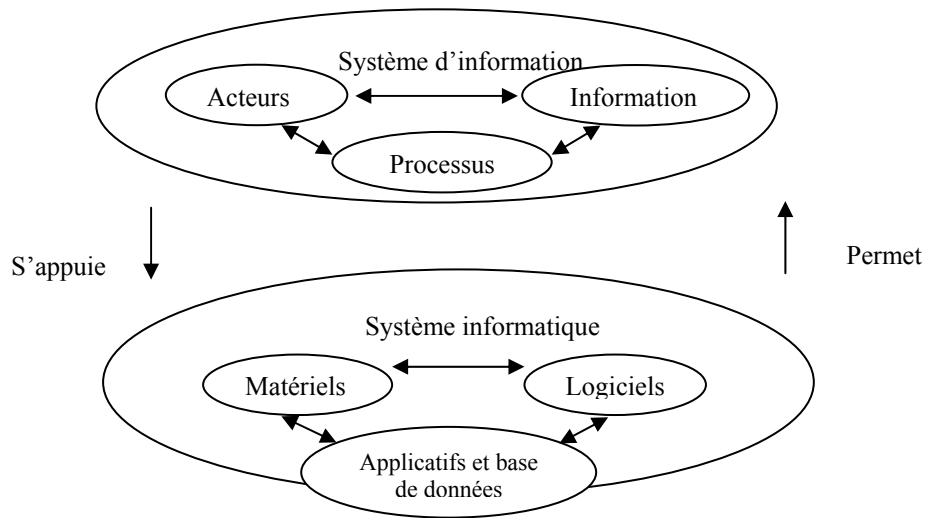 Système d’information
Acteurs
Information
Processus
S’appuie
Permet
Système informatique
Matériels
Logiciels
Applicatifs et base
de données